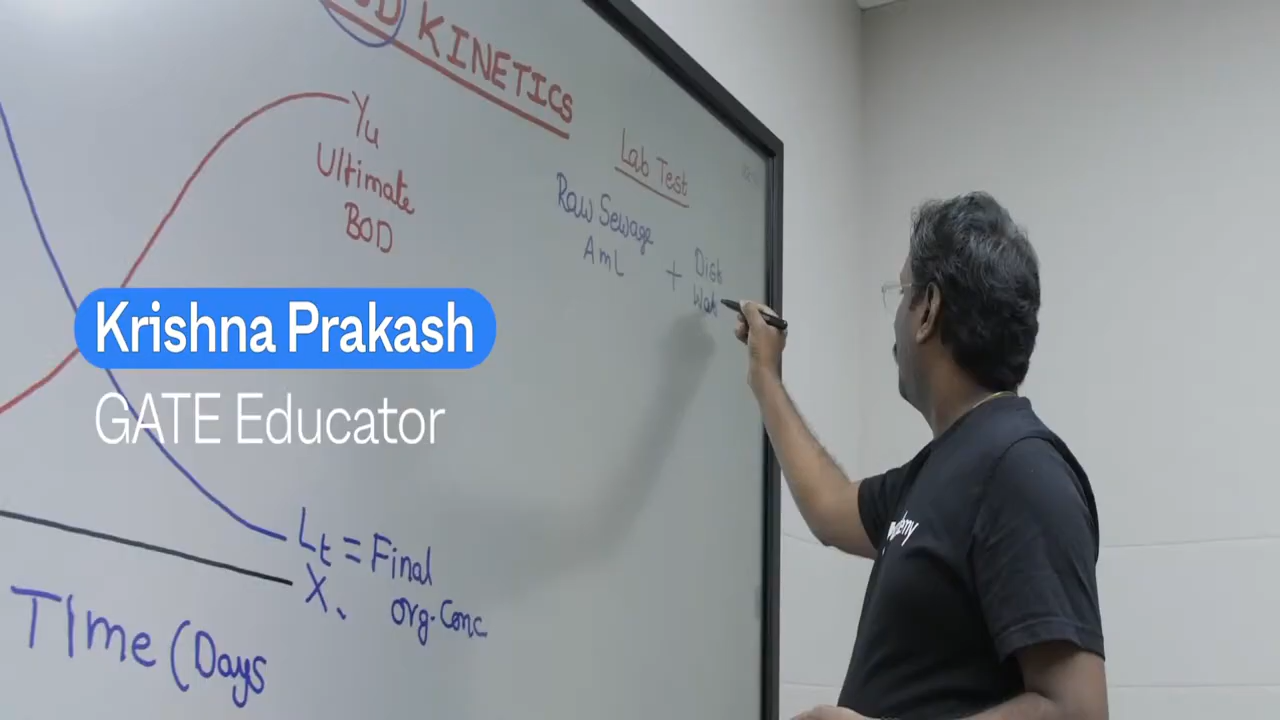 KINETICS
Yu
Ultimate
BOD
Lab Test
Raw Sewage
AmL
+ Dist
Wat
Krishna Prakash
GATE Educator
Lt = Final
org. Conc
X
Time (Days